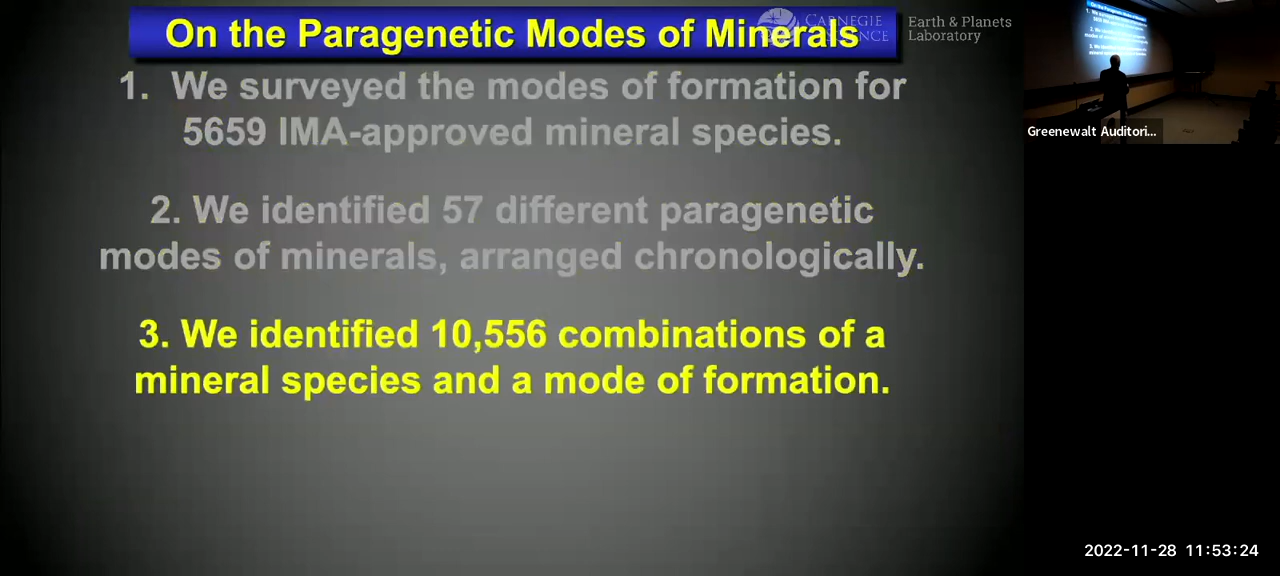 On the Paragenetic Modes of Minerals
CARNEGIE
SCIENCE
Earth & Planets
Laboratory
1. We surveyed the modes of formation for
5659 IMA-approved mineral species.
2. We identified 57 different paragenetic
modes of minerals, arranged chronologically.
3. We identified 10,556 combinations of a
mineral species and a mode of formation.
Greenewalt Auditori...
2022-11-28 11:53:24